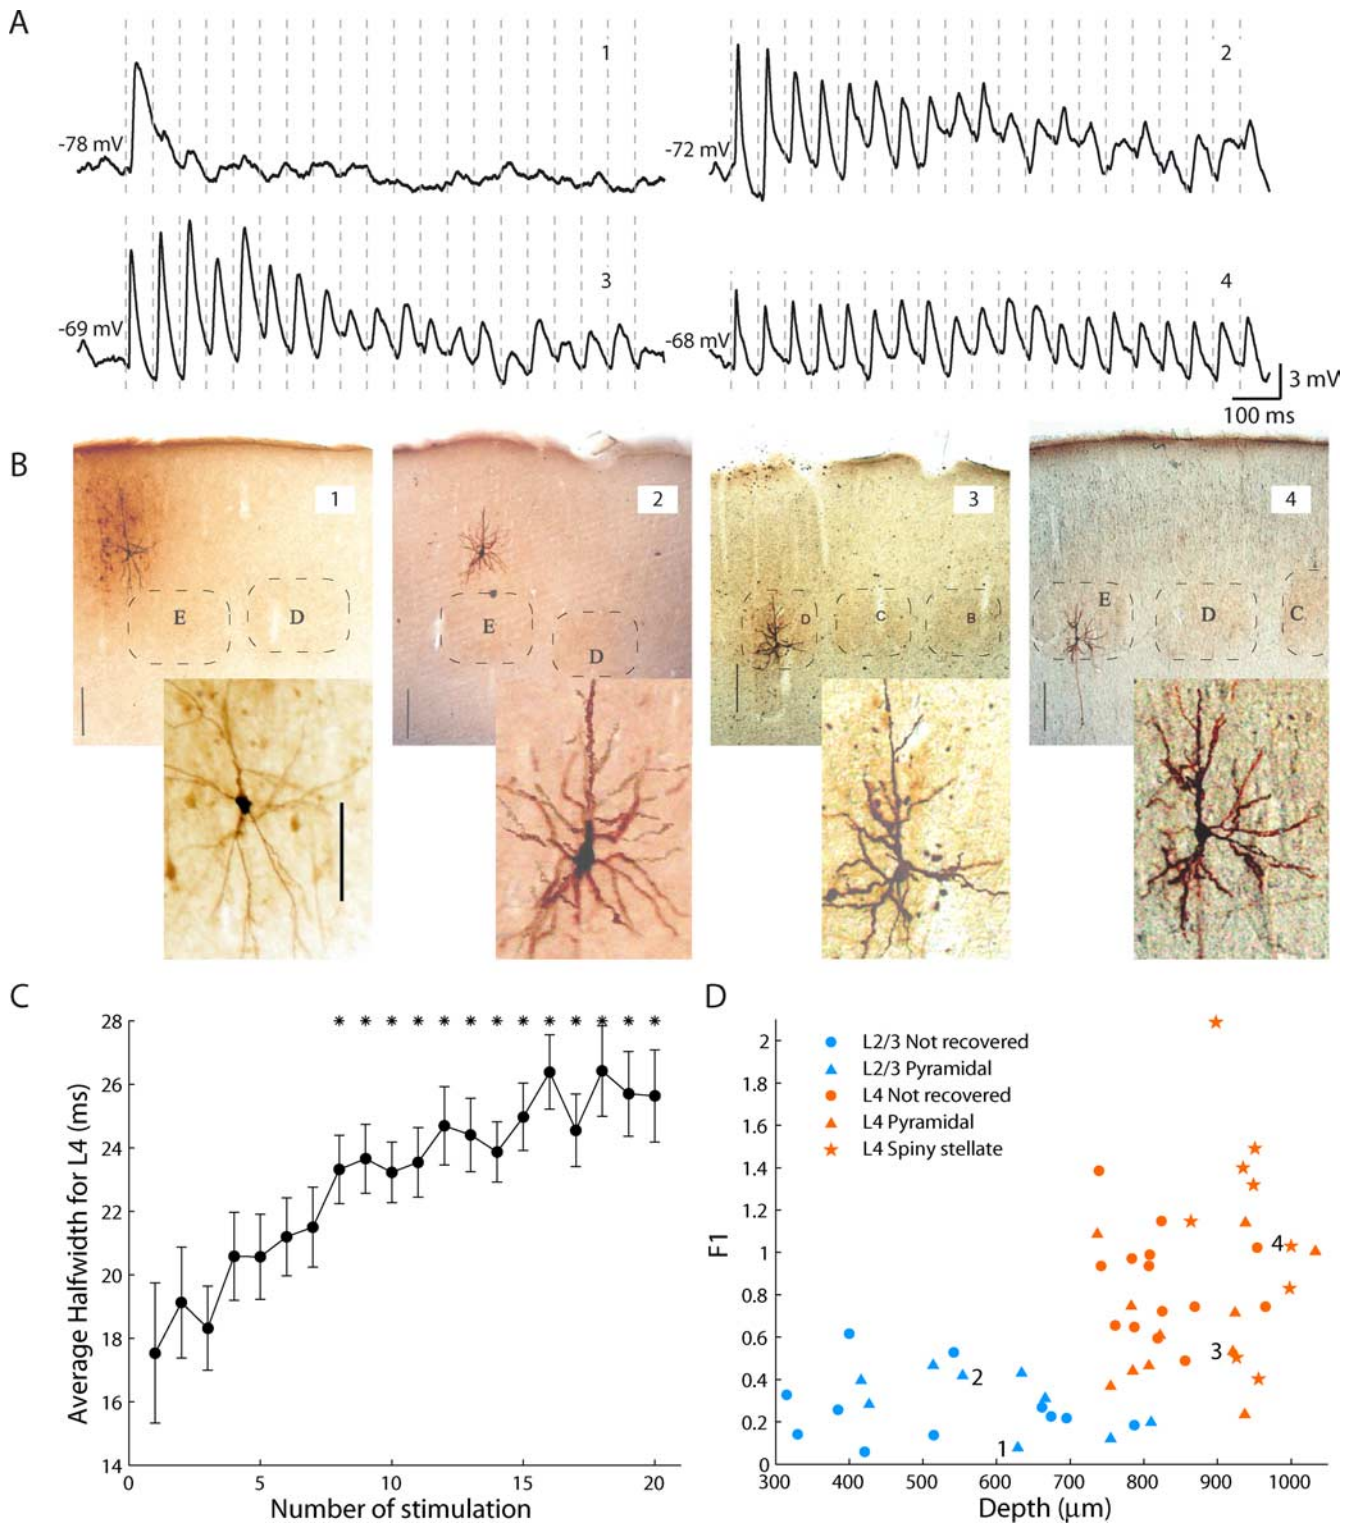 A
1
2
-78 mV
-72 mV
3
4
-69 mV
-68 mV
3 mV
100 ms
B
1
2
3
4
E
D
E
D
D
C
B
E
D
C
C
D
28
26
24
22
20
18
16
14
5
10
15
20
Average Halfwidth for L4 (ms)
Number of stimulation
* * * * * * * * * * * * *
2
1.8
1.6
1.4
1.2
1
0.8
0.6
0.4
0.2
0
300 400 500 600 700 800 900 1000
F1
Depth (μm)
L2/3 Not recovered
L2/3 Pyramidal
L4 Not recovered
L4 Pyramidal
L4 Spiny stellate
4
3
2
1